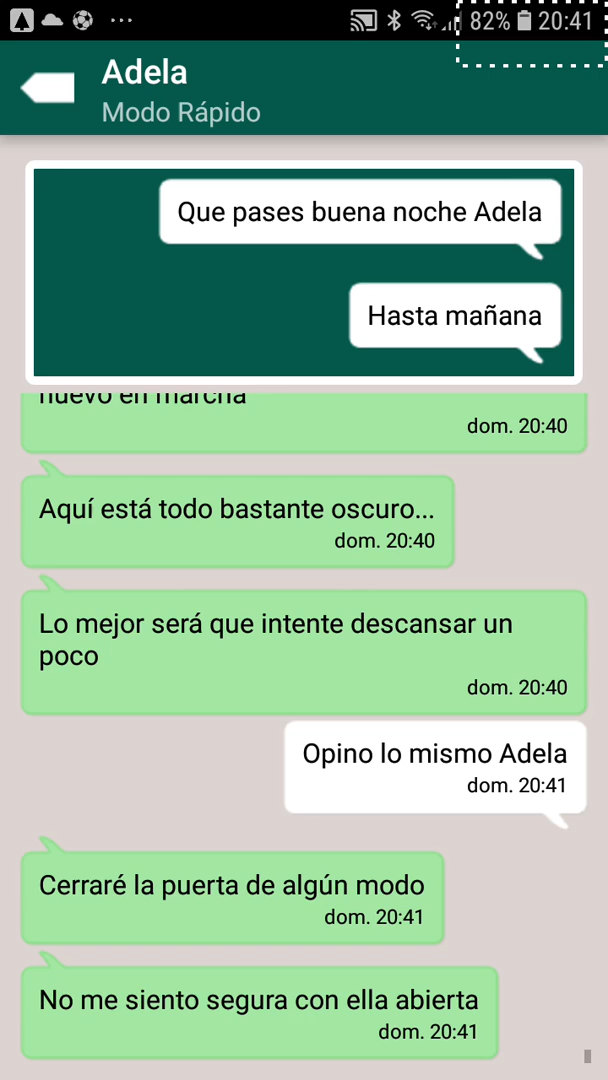 82% 20:41
Adela
Modo Rápido
Que pases buena noche Adela
Hasta mañana
nuevo en marcha
dom. 20:40
Aquí está todo bastante oscuro...
dom. 20:40
Lo mejor será que intente descansar un
poco
dom. 20:40
Opino lo mismo Adela
dom. 20:41
Cerraré la puerta de algún modo
dom. 20:41
No me siento segura con ella abierta
dom. 20:41